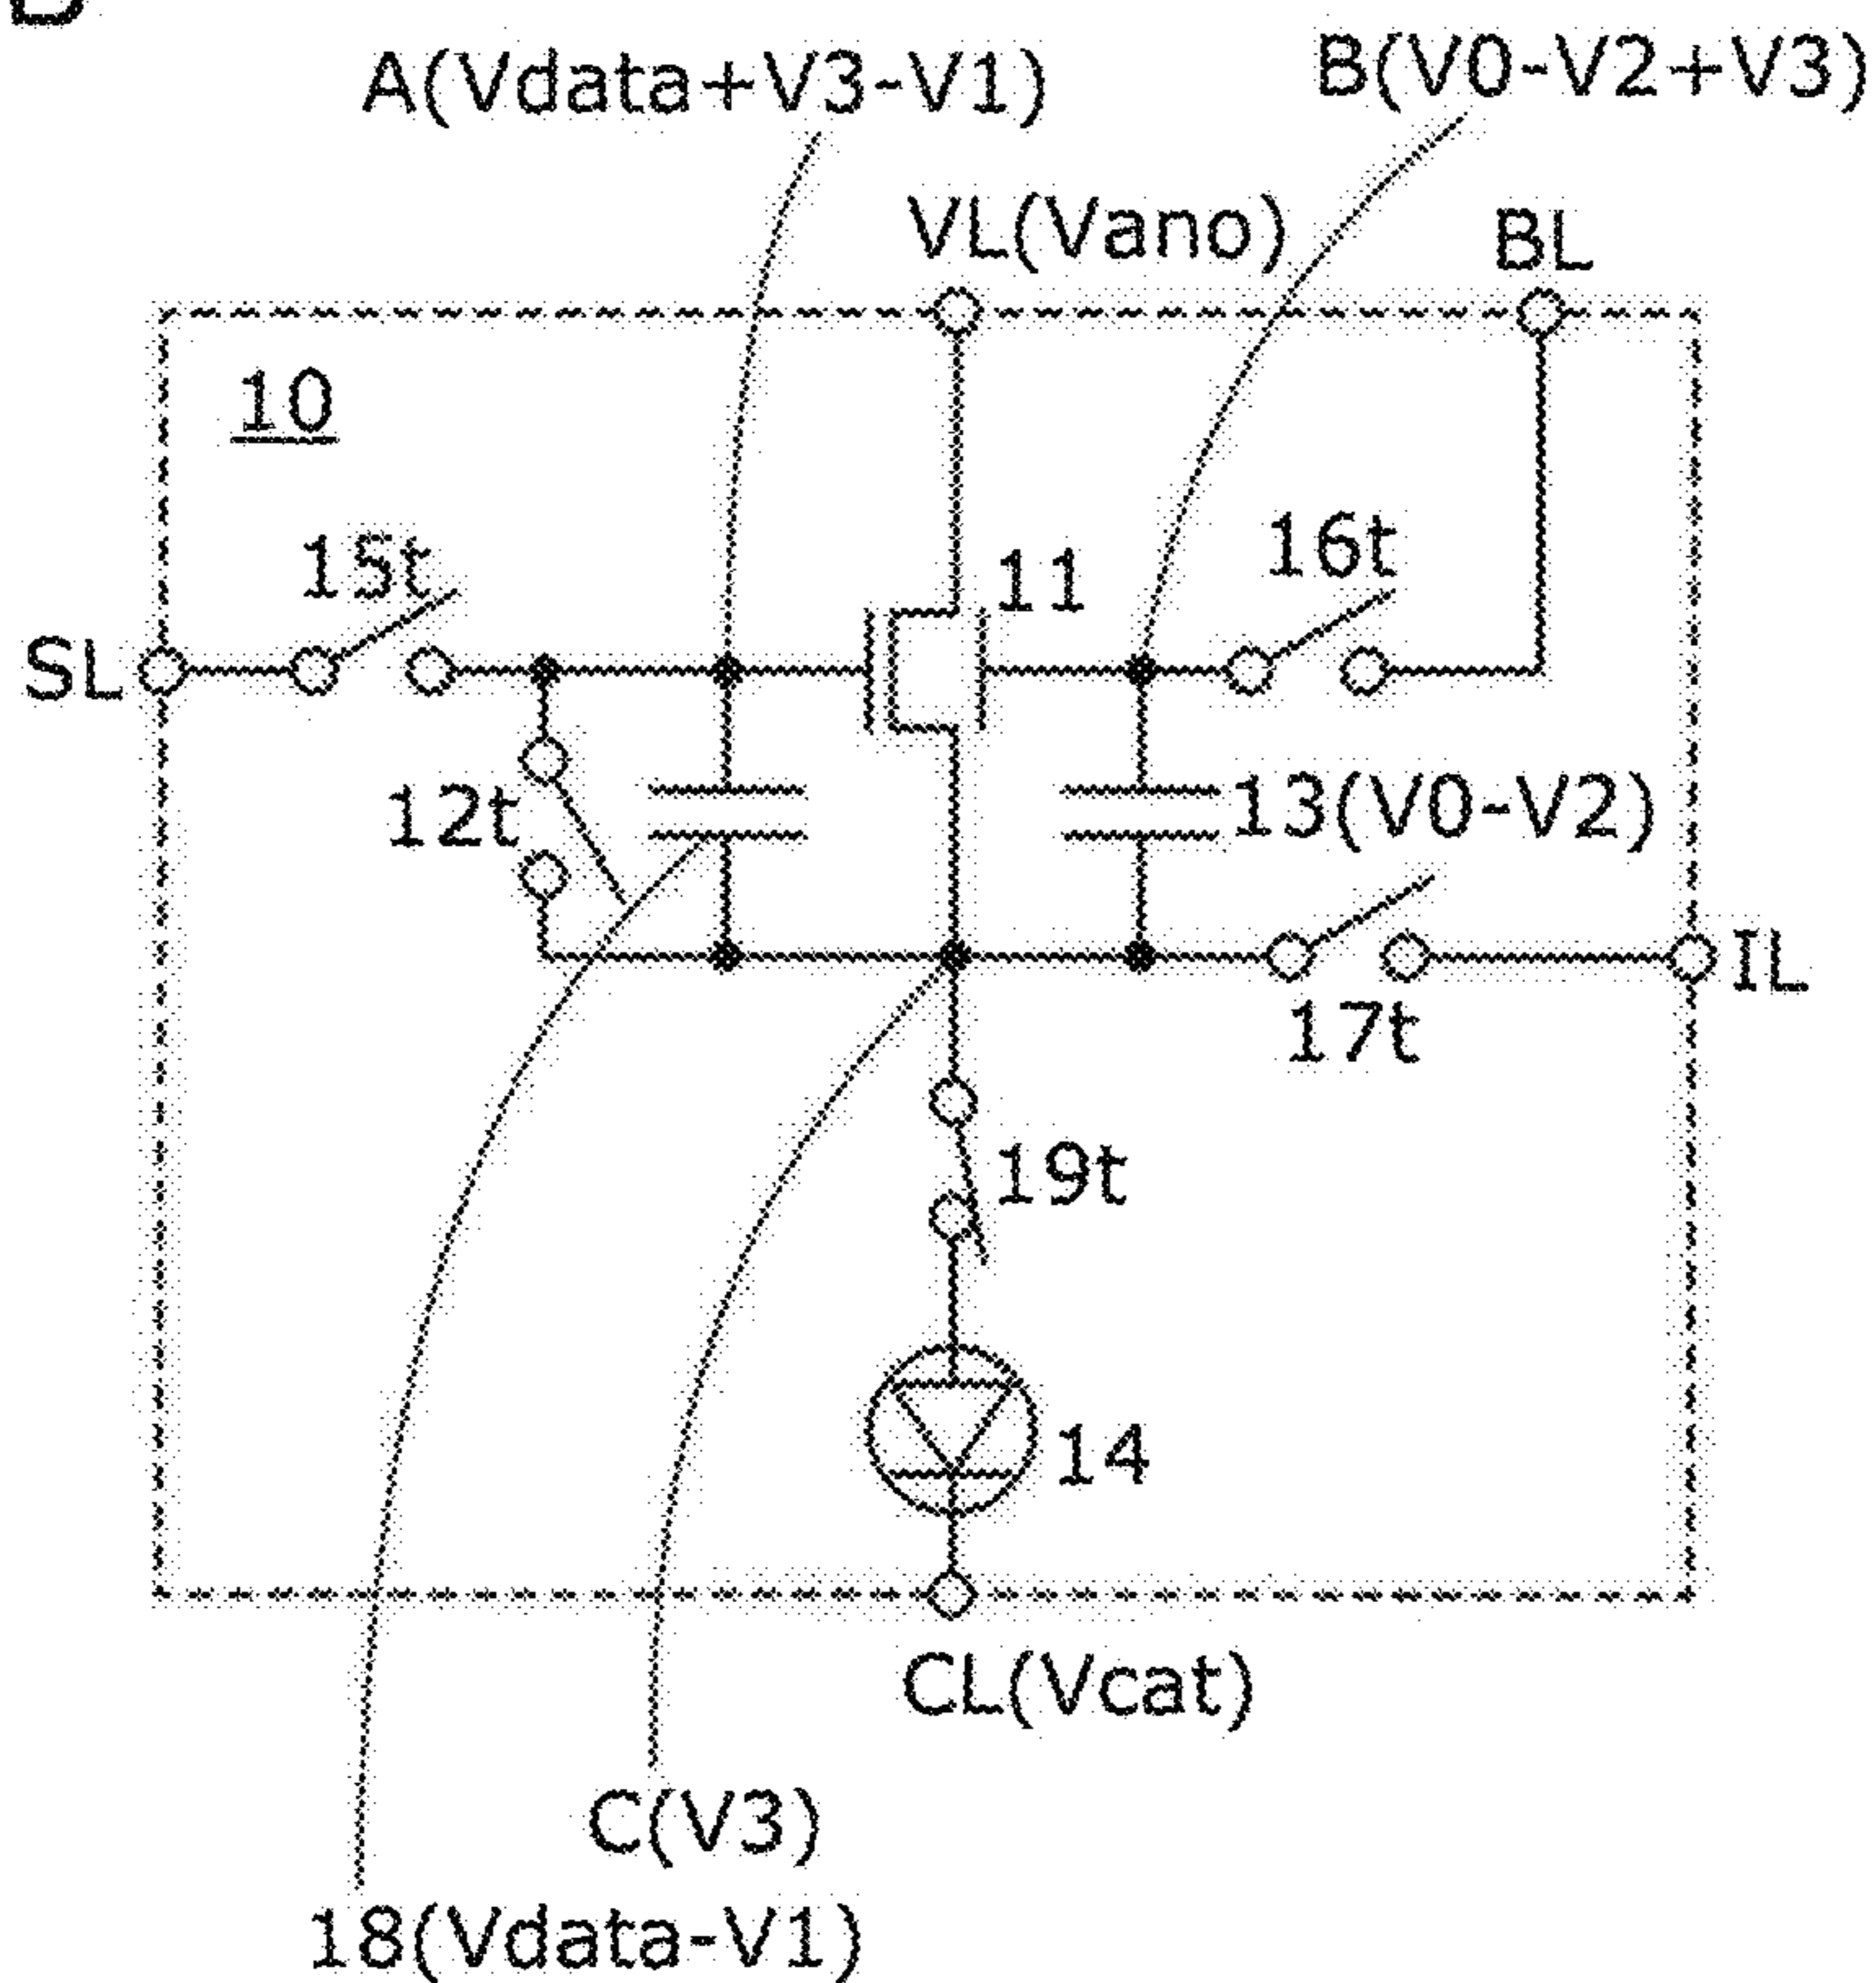 A(Vdata+V3-V1)
B(V0-V2+V3)
VL(Vano)
BL
10
15t
11
16t
SL
12t
13(V0-V2)
IL
17t
19t
14
CL(Vcat)
C(V3)
18(Vdata-V1)